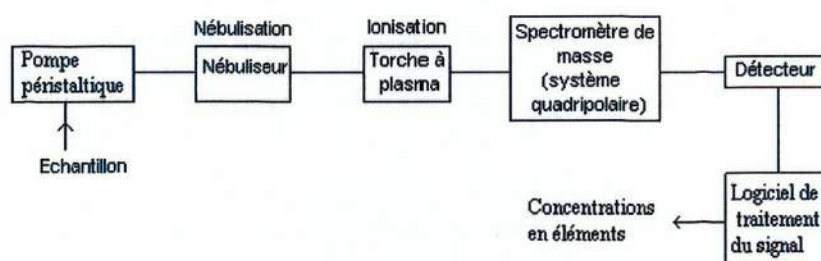 Nébulisation
Ionisation
Pompe
péristaltique
Nébuliseur
Torche à
plasma
Spectromètre de
masse
(système
quadripolaire)
Détecteur
Echantillon
Logiciel de
traitement
du signal
Concentrations
en éléments